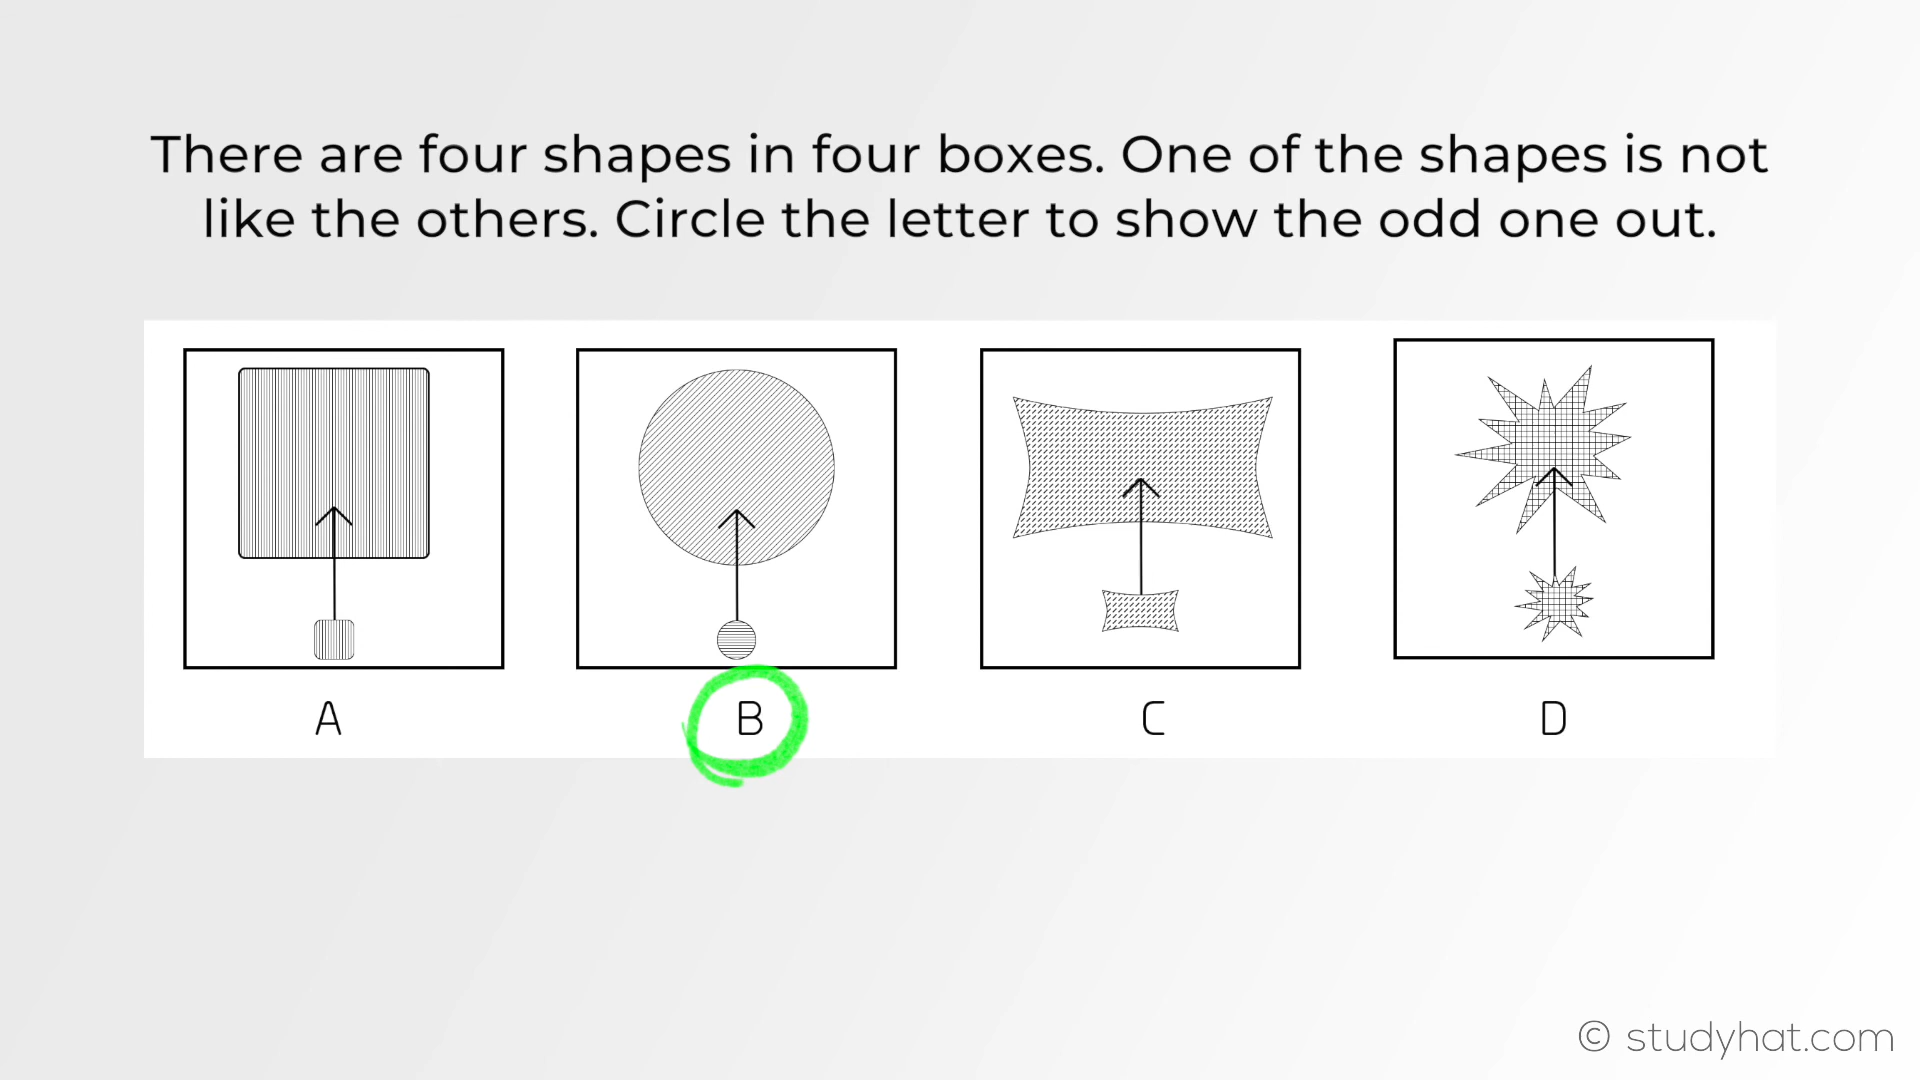 There are four shapes in four boxes. One of the shapes is not
like the others. Circle the letter to show the odd one out.
A B C D
© studyhat.com